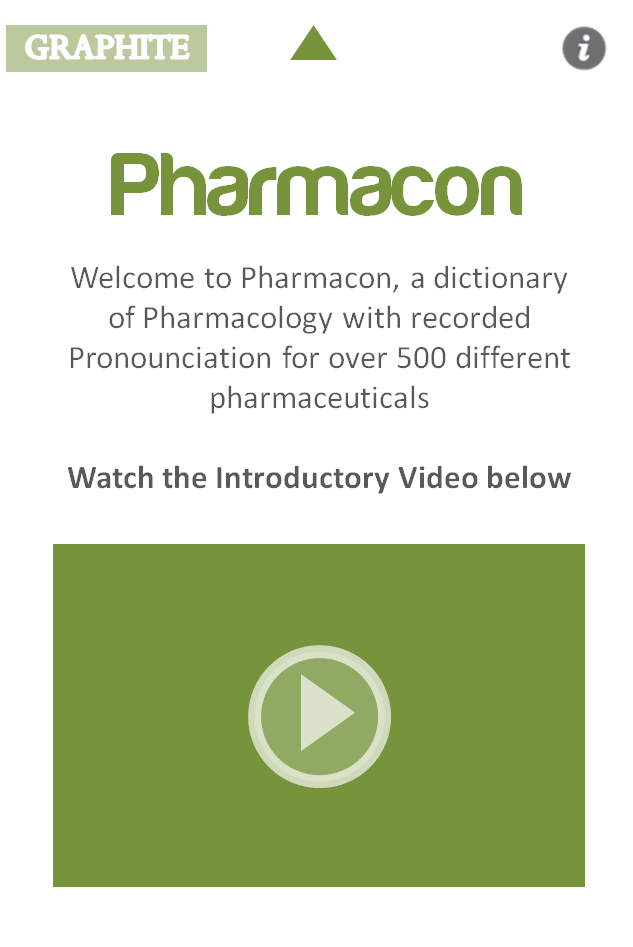 GRAPHITE
i
Pharmacon
Welcome to Pharmacon, a dictionary
of Pharmacology with recorded
Pronounciation for over 500 different
pharmaceuticals
Watch the Introductory Video below